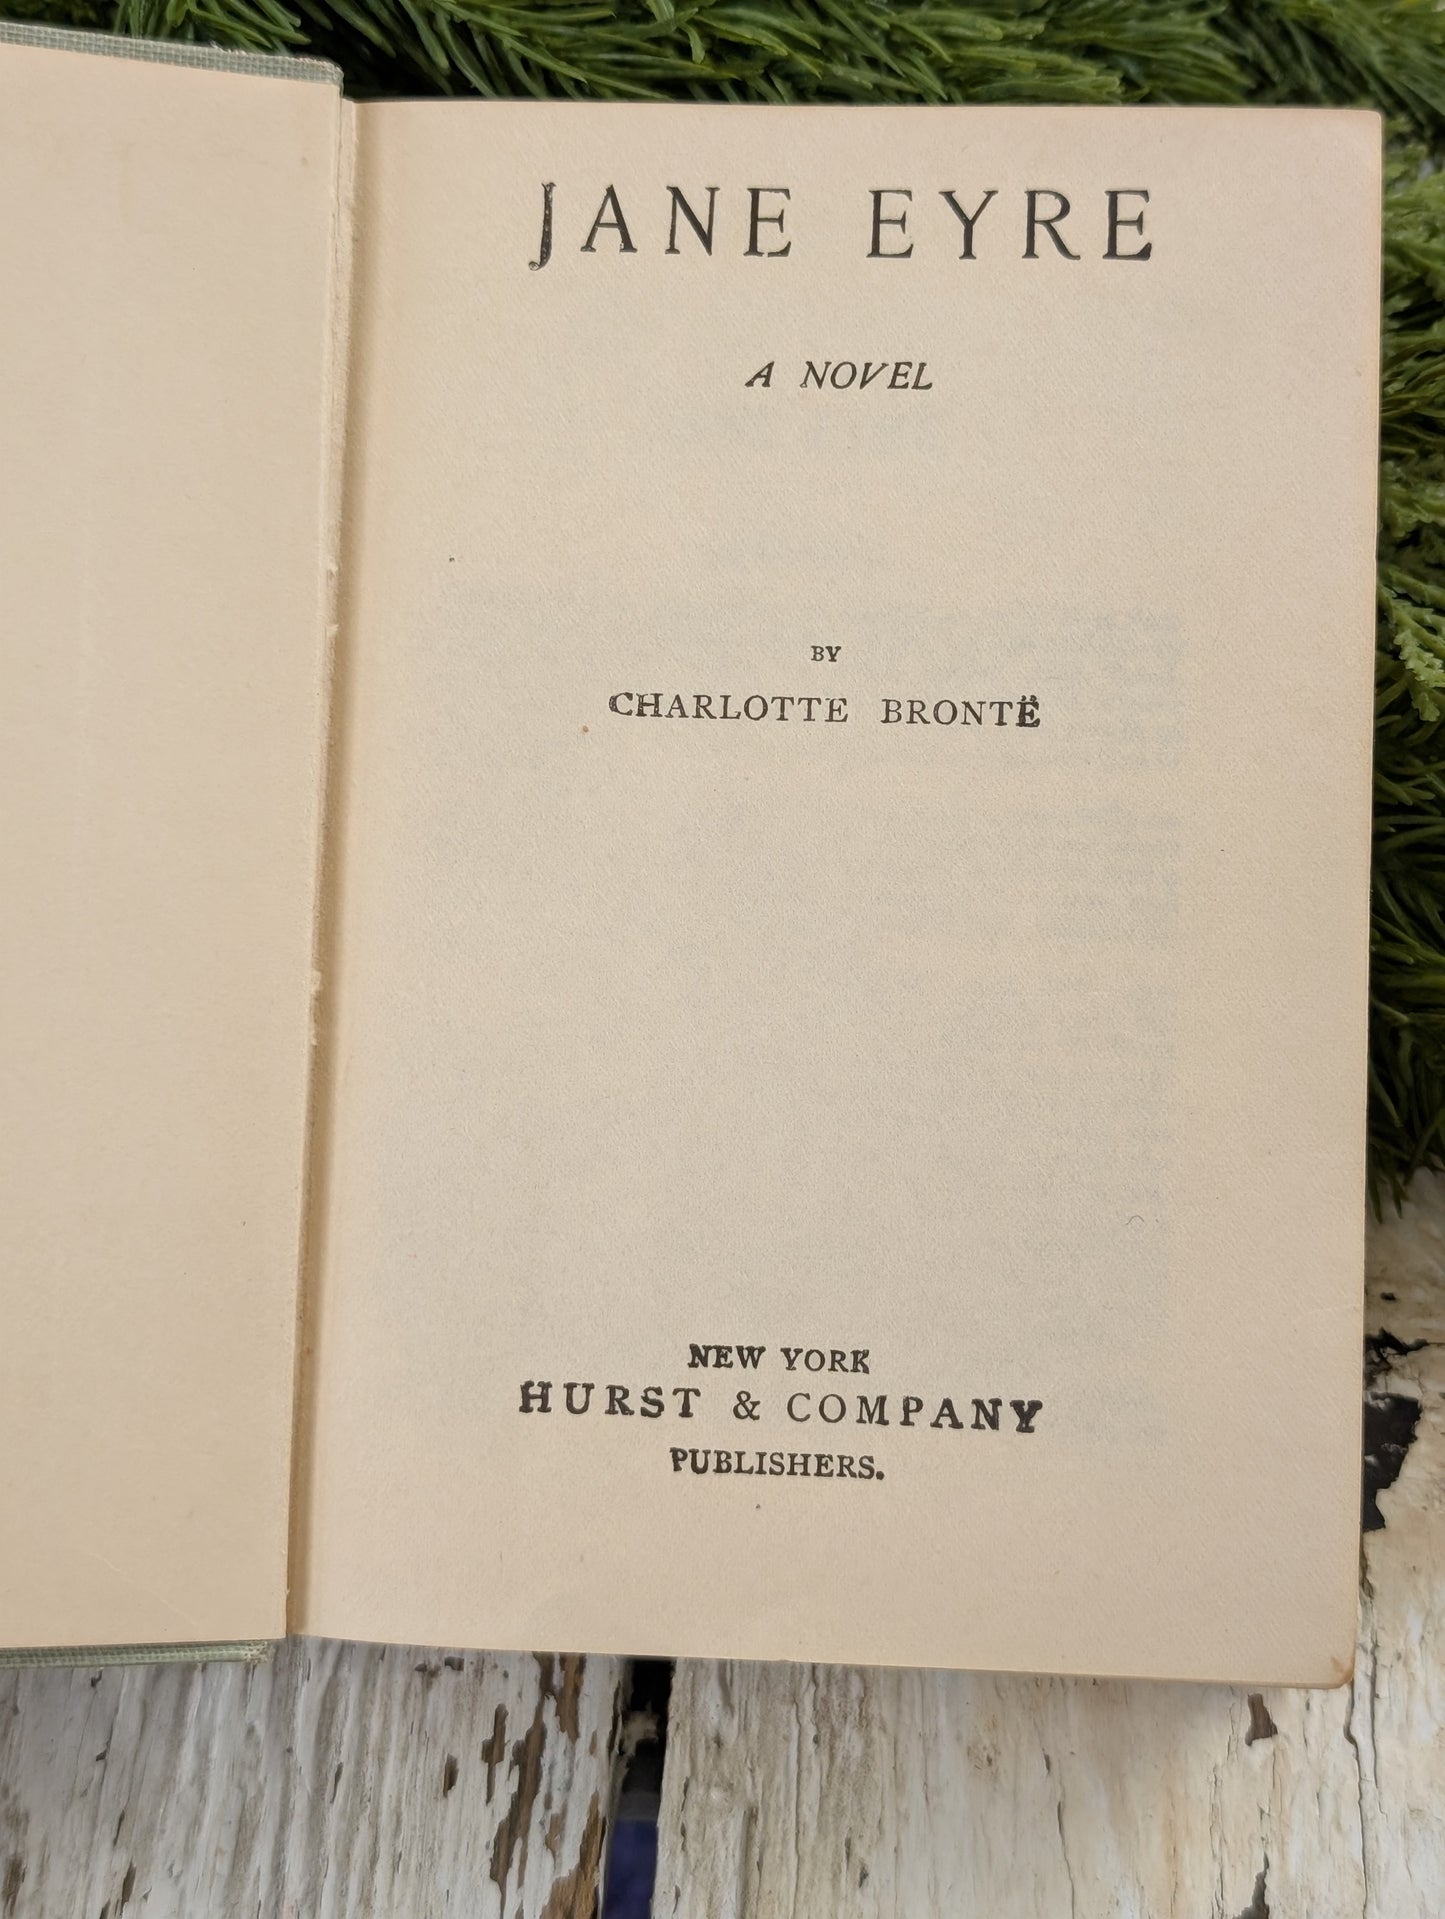 JANE EYRE
A NOVEL
BY
CHARLOTTE BRONTË
NEW YORK
HURST & COMPANY
PUBLISHERS.